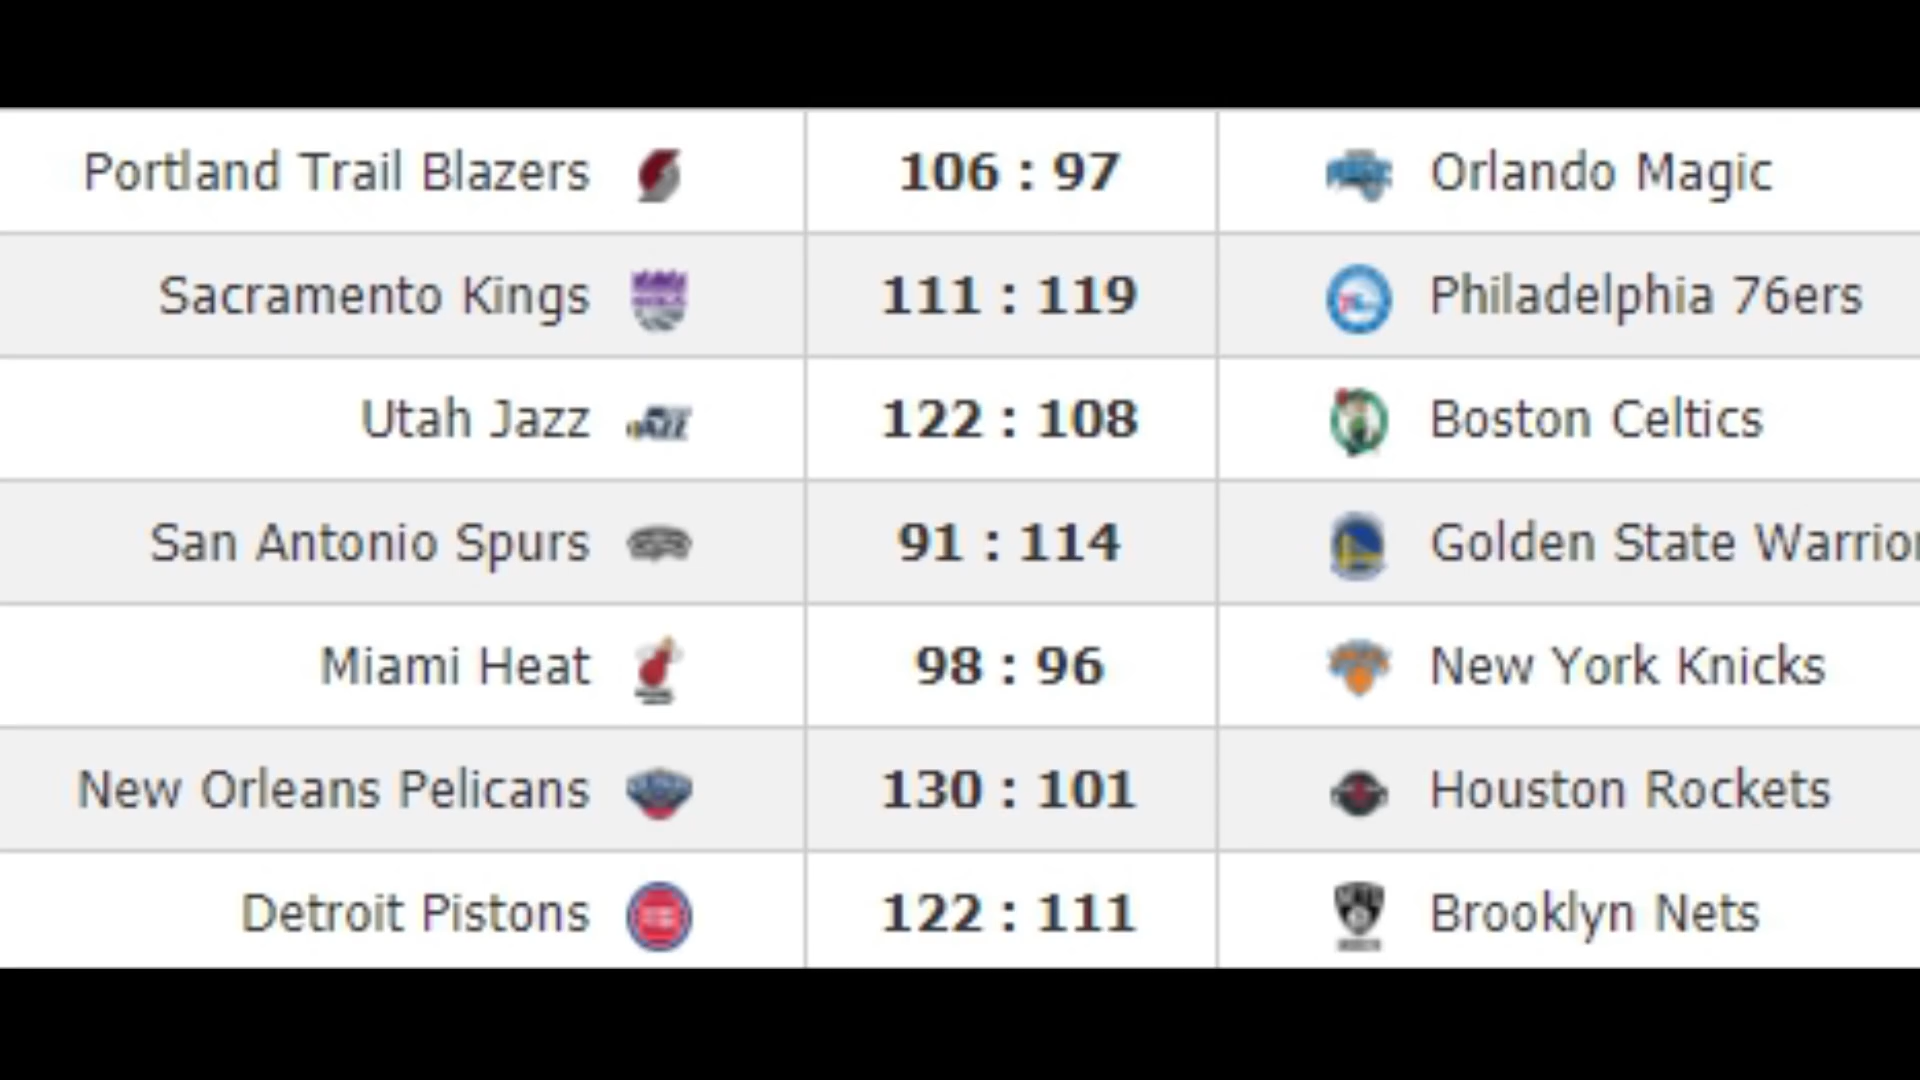 Portland Trail Blazers 106 : 97 Orlando Magic
Sacramento Kings 111 : 119 Philadelphia 76ers
Utah Jazz 122 : 108 Boston Celtics
San Antonio Spurs 91 : 114 Golden State Warrior
Miami Heat 98 : 96 New York Knicks
New Orleans Pelicans 130 : 101 Houston Rockets
Detroit Pistons 122 : 111 Brooklyn Nets